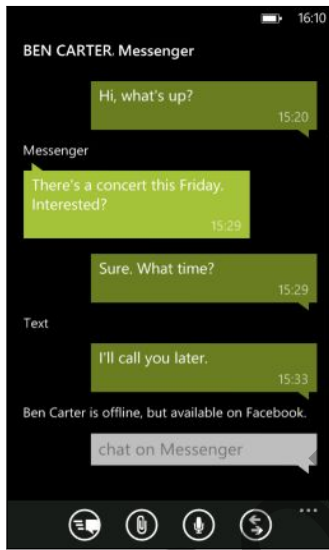 16:10
BEN CARTER. Messenger
Hi, what's up?
15:20
Messenger
There's a concert this Friday.
Interested?
15:29
Sure. What time?
15:29
Text
I'll call you later.
15:33
Ben Carter is offline, but available on Facebook.
chat on Messenger